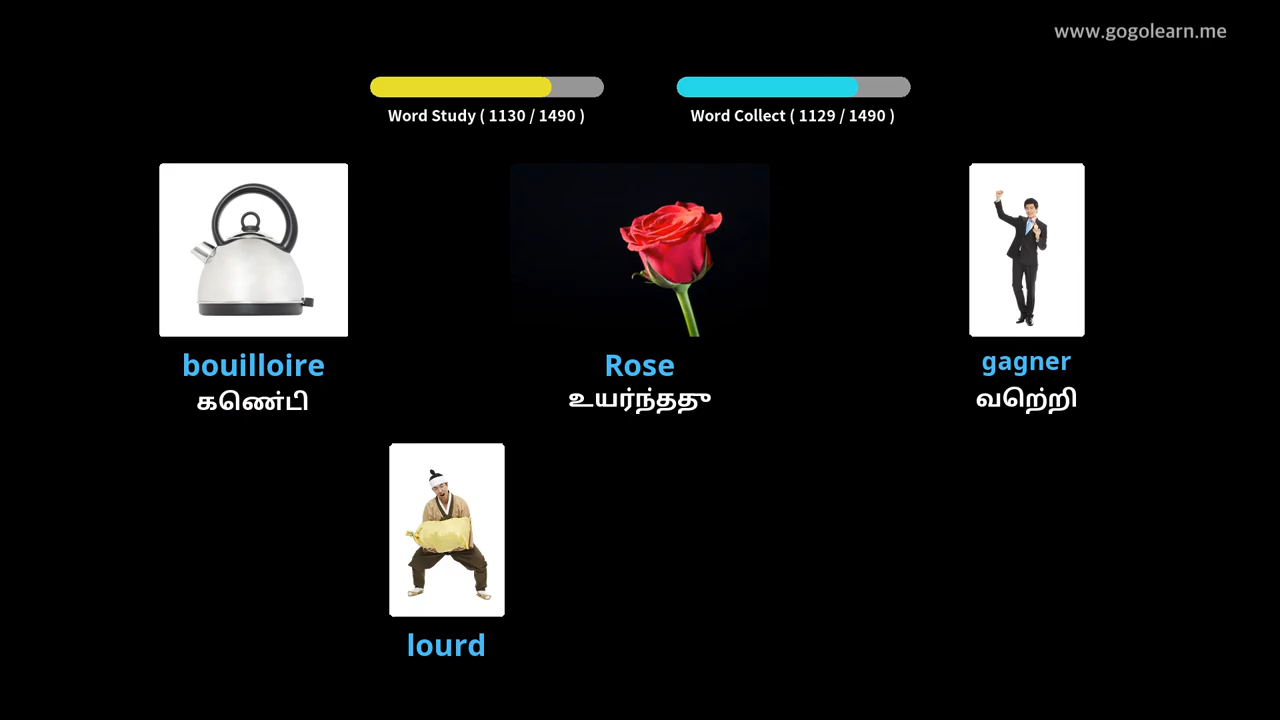 www.gogolearn.me
Word Study ( 1130 / 1490 )
Word Collect ( 1129 / 1490 )
bouilloire
கெண்டி
Rose
உயர்ந்தது
gagner
வெற்றி
lourd